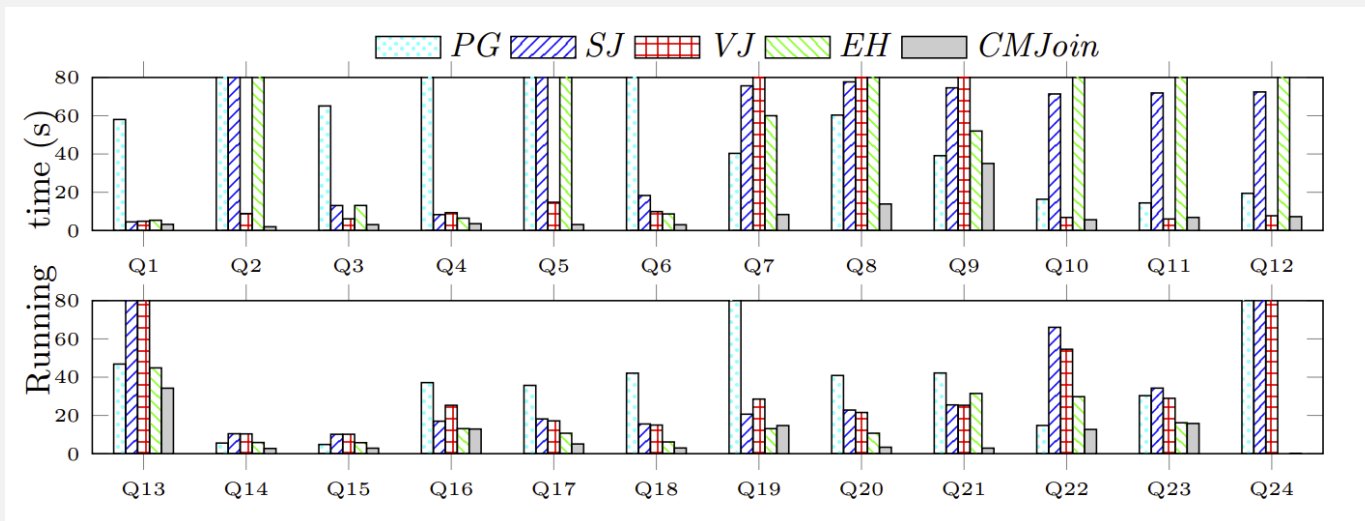 PG SJ VJ EH CMJoin
Running time (s)
80
60
40
20
0
Q1 Q2 Q3 Q4 Q5 Q6 Q7 Q8 Q9 Q10 Q11 Q12
80
60
40
20
0
Q13 Q14 Q15 Q16 Q17 Q18 Q19 Q20 Q21 Q22 Q23 Q24